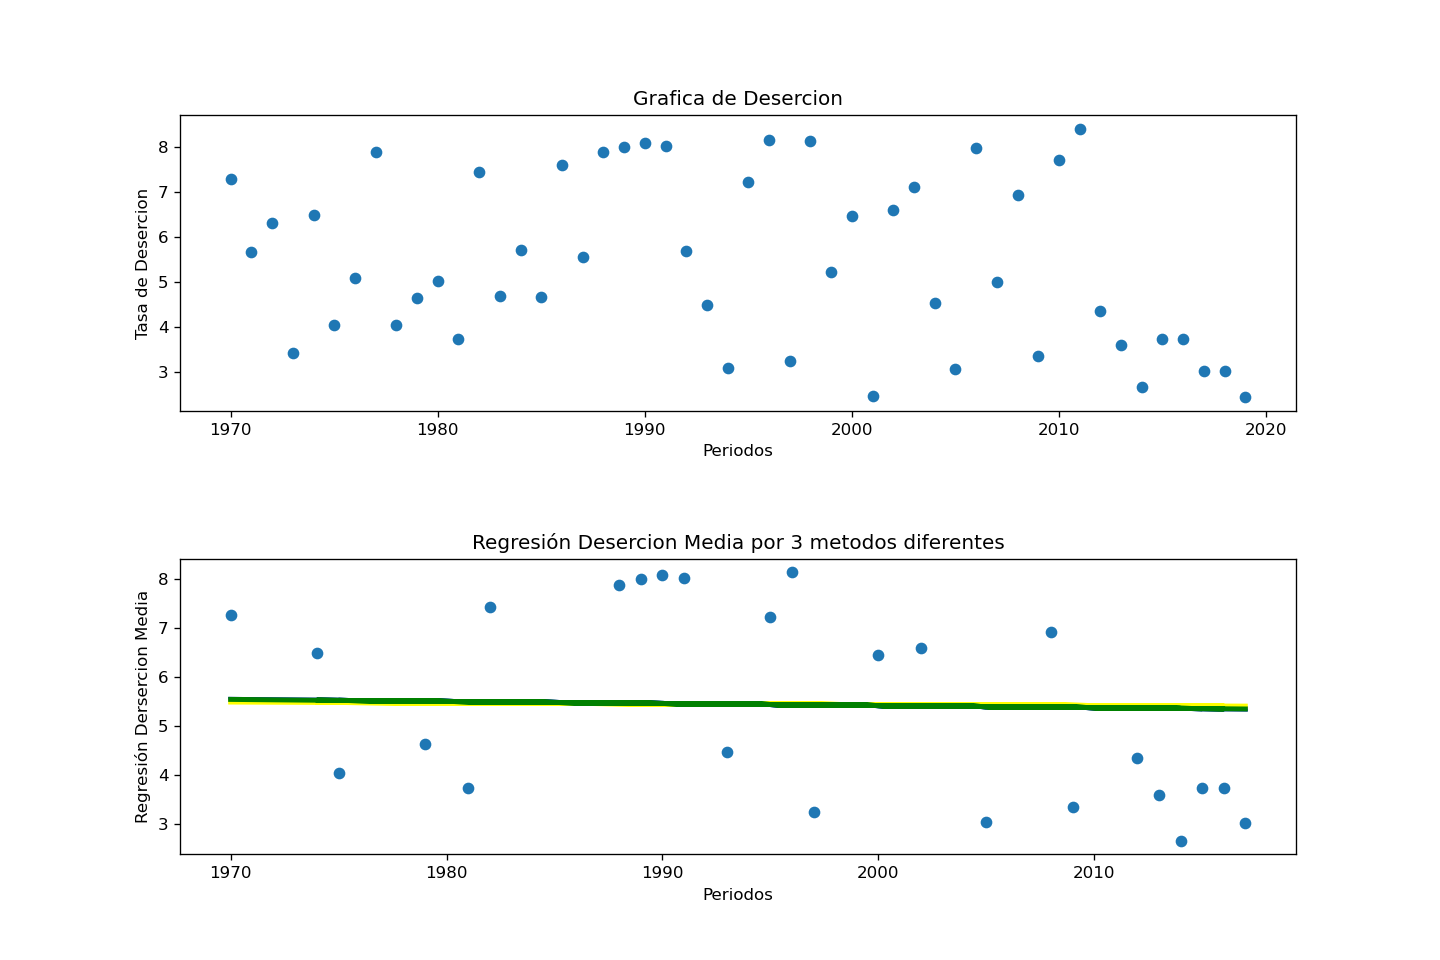 Grafica de Desercion
Tasa de Desercion
8
7
6
5
4
3
1970 1980 1990 2000 2010 2020
Periodos
Regresión Desercion Media por 3 metodos diferentes
Regresión Dersercion Media
8
7
6
5
4
3
1970 1980 1990 2000 2010
Periodos